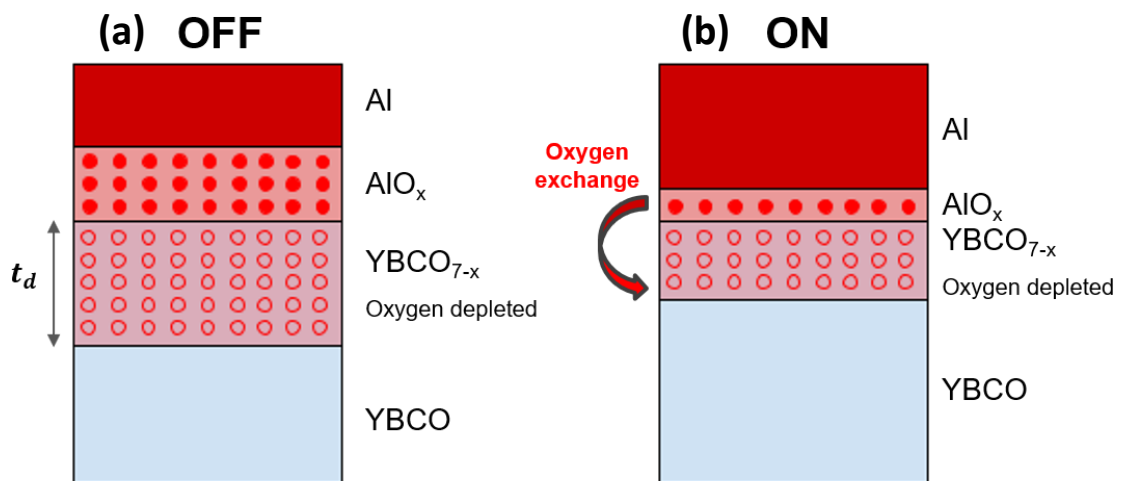 (a) OFF
Al
AlOₓ
t_d
YBCO₇₋ₓ
Oxygen depleted
YBCO
(b) ON
Oxygen
exchange
Al
AlOₓ
YBCO₇₋ₓ
Oxygen depleted
YBCO